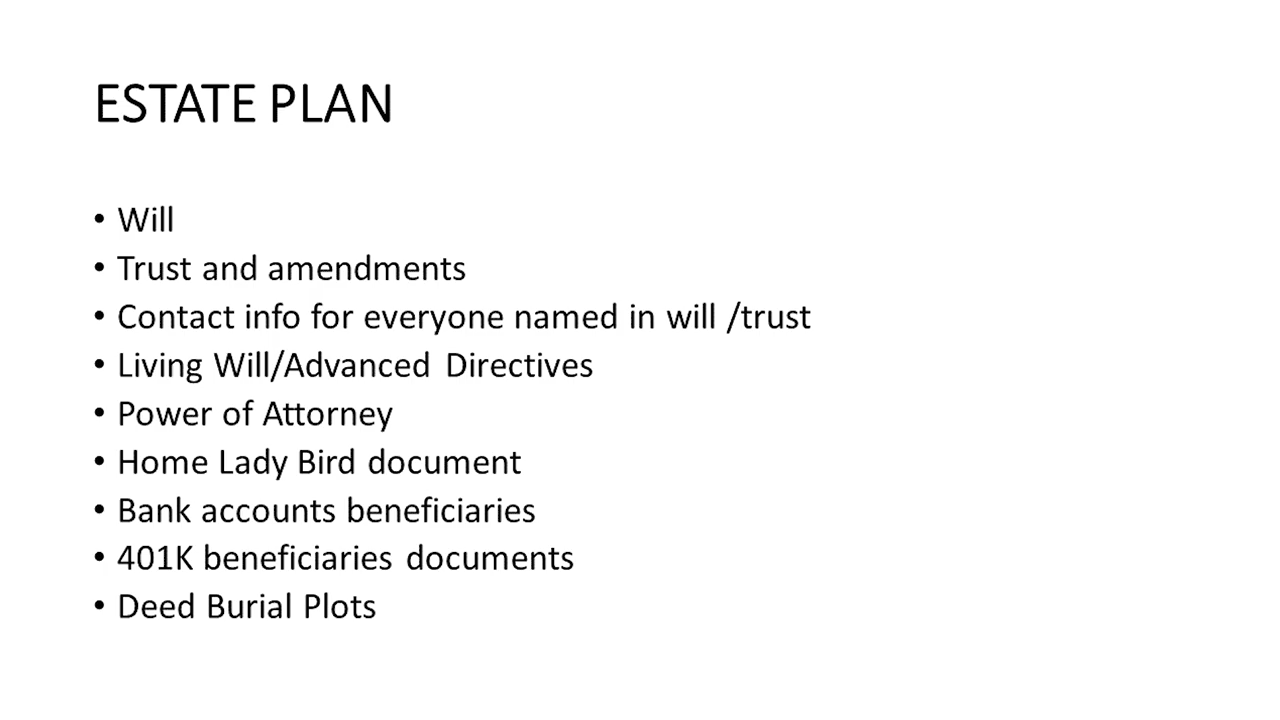 ESTATE PLAN
• Will
• Trust and amendments
• Contact info for everyone named in will /trust
• Living Will/Advanced Directives
• Power of Attorney
• Home Lady Bird document
• Bank accounts beneficiaries
• 401K beneficiaries documents
• Deed Burial Plots